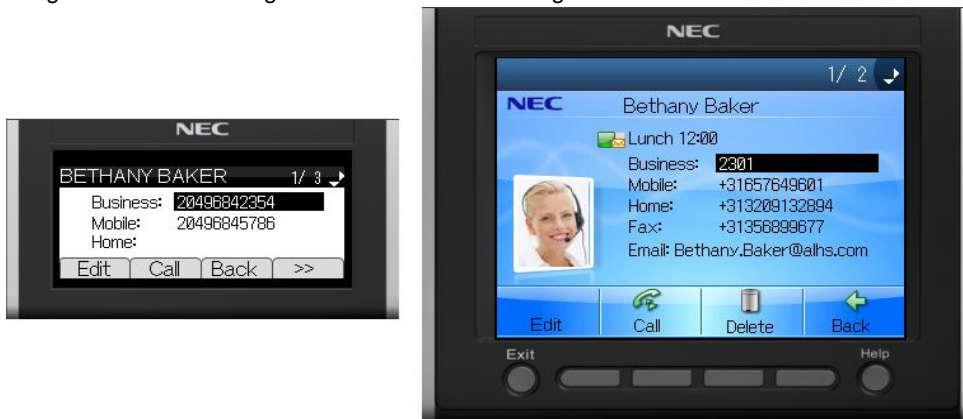 NEC
BETHANY BAKER 1/ 3
Business: 20496842354
Mobile: 20496845786
Home:
Edit Call Back >>
NEC
1/ 2
NEC Bethany Baker
Lunch 12:00
Business: 2301
Mobile: +31657649601
Home: +313209132894
Fax: +31356899677
Email: Bethany.Baker@alhs.com
Edit Call Delete Back
Exit Help